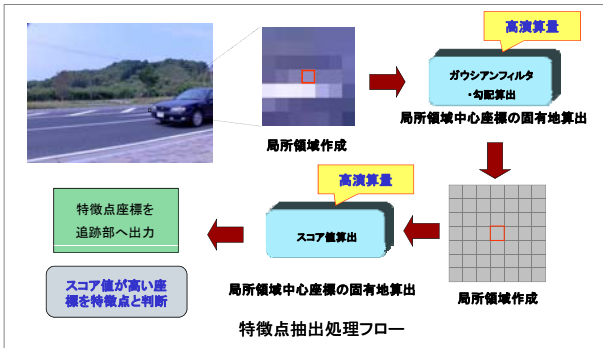 高演算量
ガウシアンフィルタ
・勾配算出
局所領域中心座標の固有地算出
局所領域作成
高演算量
スコア値算出
局所領域中心座標の固有地算出
局所領域作成
特徴点座標を
追跡部へ出力
スコア値が高い座
標を特徴点と判断
特徴点抽出処理フロー